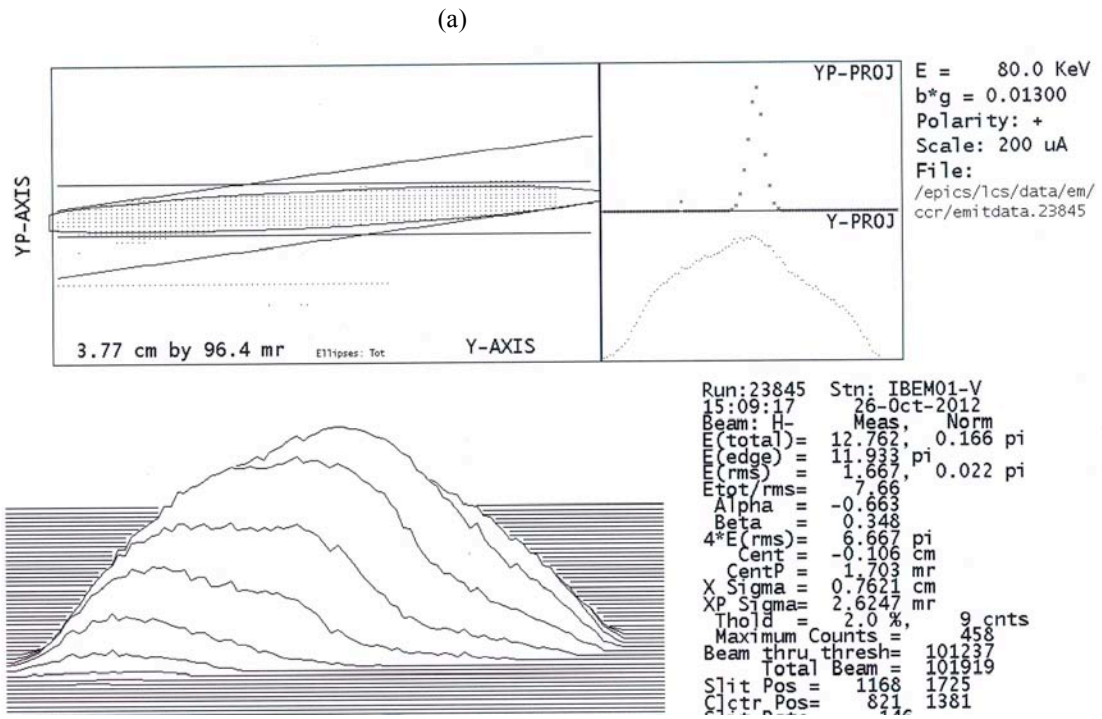 (a)
YP-AXIS
YP-PROJ
Y-PROJ
3.77 cm by 96.4 mr Ellipses: Tot Y-AXIS
E = 80.0 KeV
b*g = 0.01300
Polarity: +
Scale: 200 uA
File:
/epics/lcs/data/em/
ccr/emitdata.23845
Run:23845 Stn: IBEM01-V
15:09:17 26-Oct-2012
Beam: H- Meas, Norm
E(total)= 12.762, 0.166 pi
E(edge) = 11.933 pi
E(rms) = 1.667, 0.022 pi
Etot/rms= 7.66
Alpha = -0.663
Beta = 0.348
4*E(rms)= 6.667 pi
Cent = -0.106 cm
CentP = 1.703 mr
X Sigma = 0.7621 cm
XP Sigma= 2.6247 mr
Thold = 2.0 %, 9 cnts
Maximum Counts = 458
Beam thru thresh= 101237
Total Beam = 101919
Slit Pos = 1168 1725
Clctr Pos= 821 1381